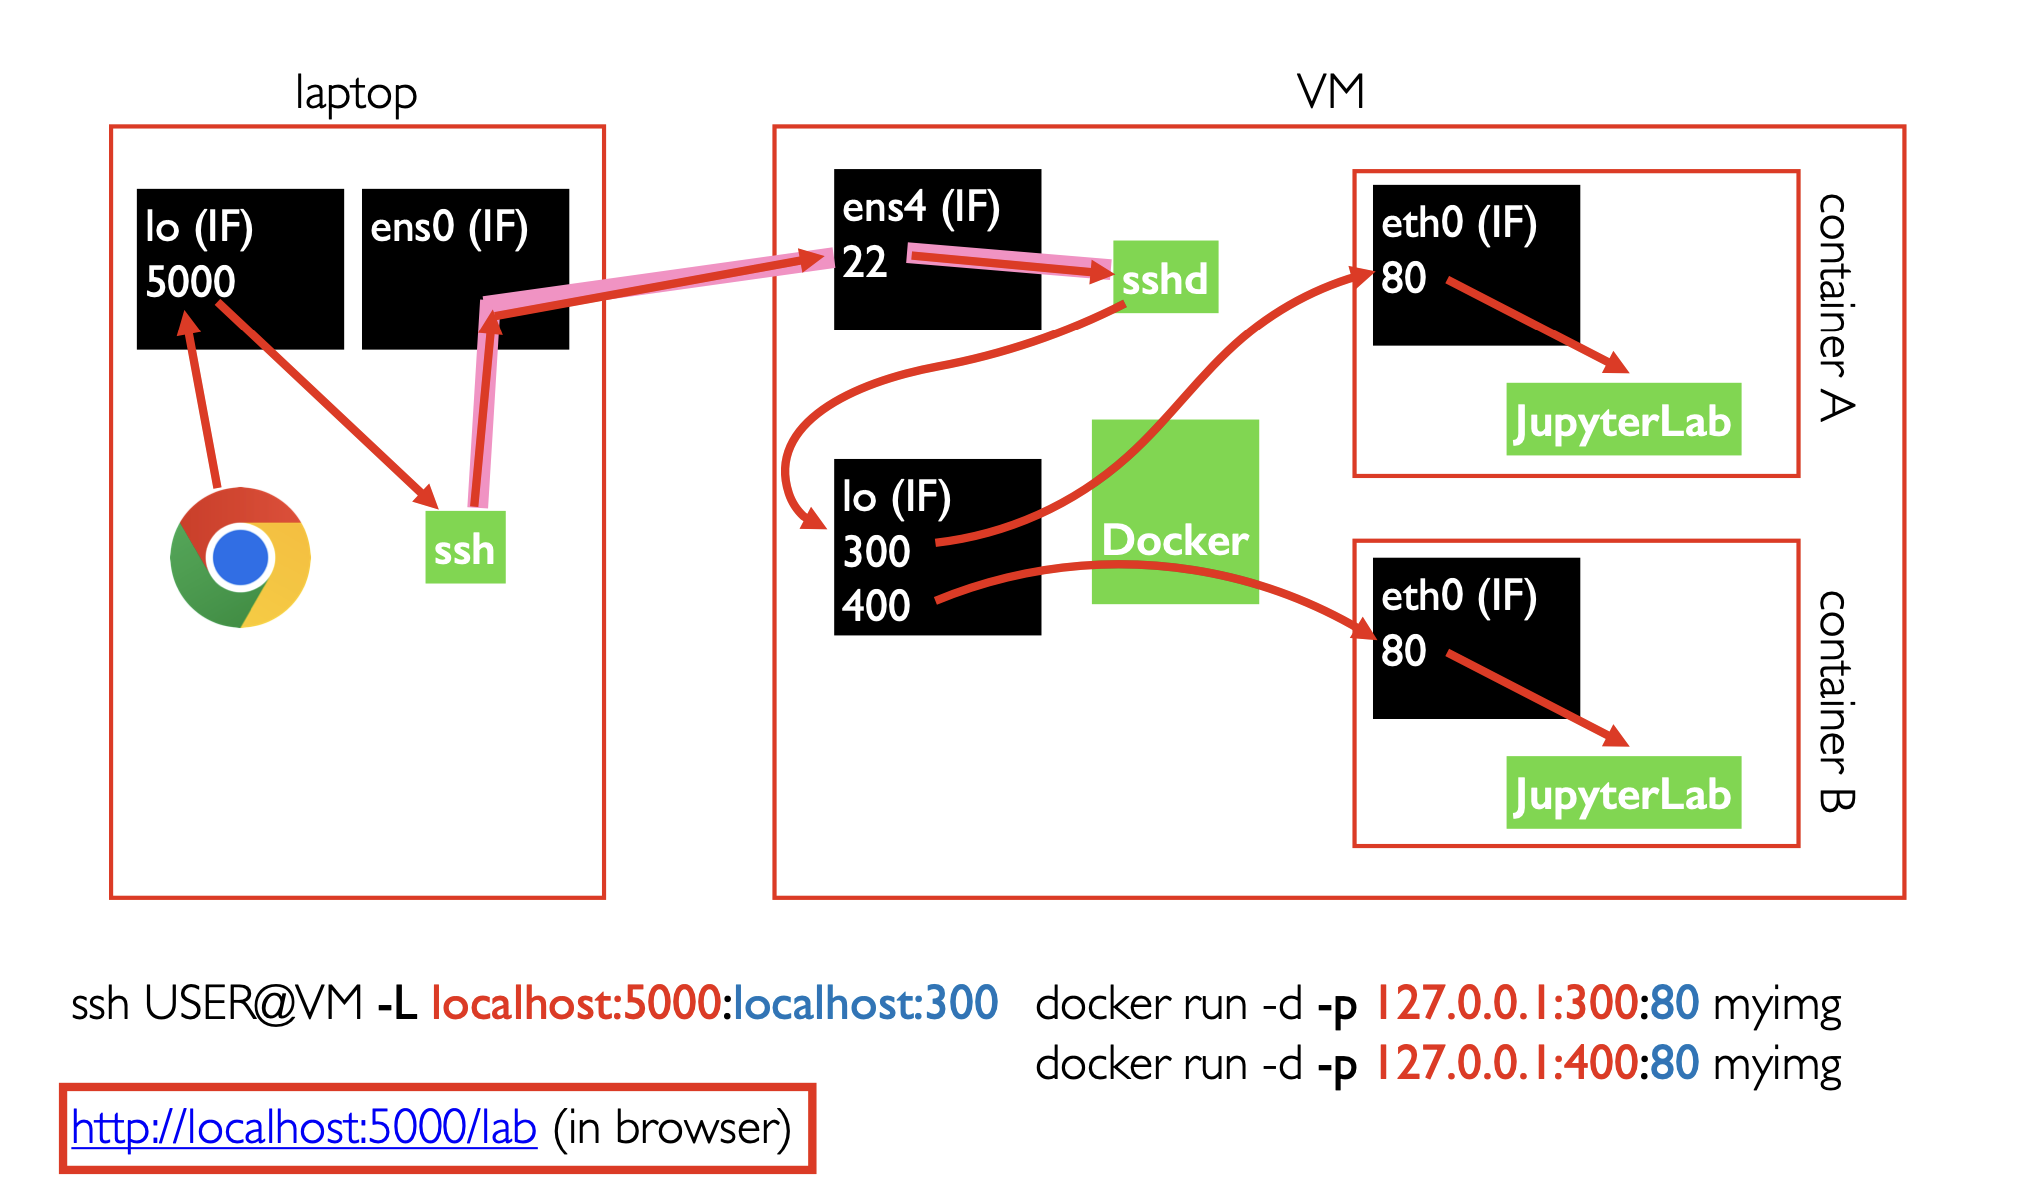 laptop
VM
lo (IF)
5000
ens0 (IF)
ssh
ens4 (IF)
22
sshd
lo (IF)
300
400
Docker
eth0 (IF)
80
JupyterLab
container A
eth0 (IF)
80
JupyterLab
container B
ssh USER@VM -L localhost:5000:localhost:300
docker run -d -p 127.0.0.1:300:80 myimg
docker run -d -p 127.0.0.1:400:80 myimg
http://localhost:5000/lab (in browser)